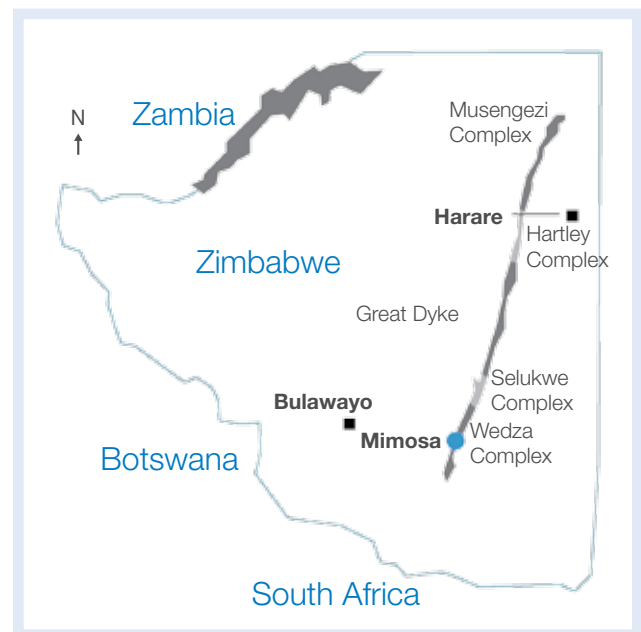 Musengezi
Complex
Zambia
N
Harare
Hartley
Complex
Zimbabwe
Great Dyke
Selukwe
Complex
Bulawayo
Mimosa
Wedza
Complex
Botswana
South Africa